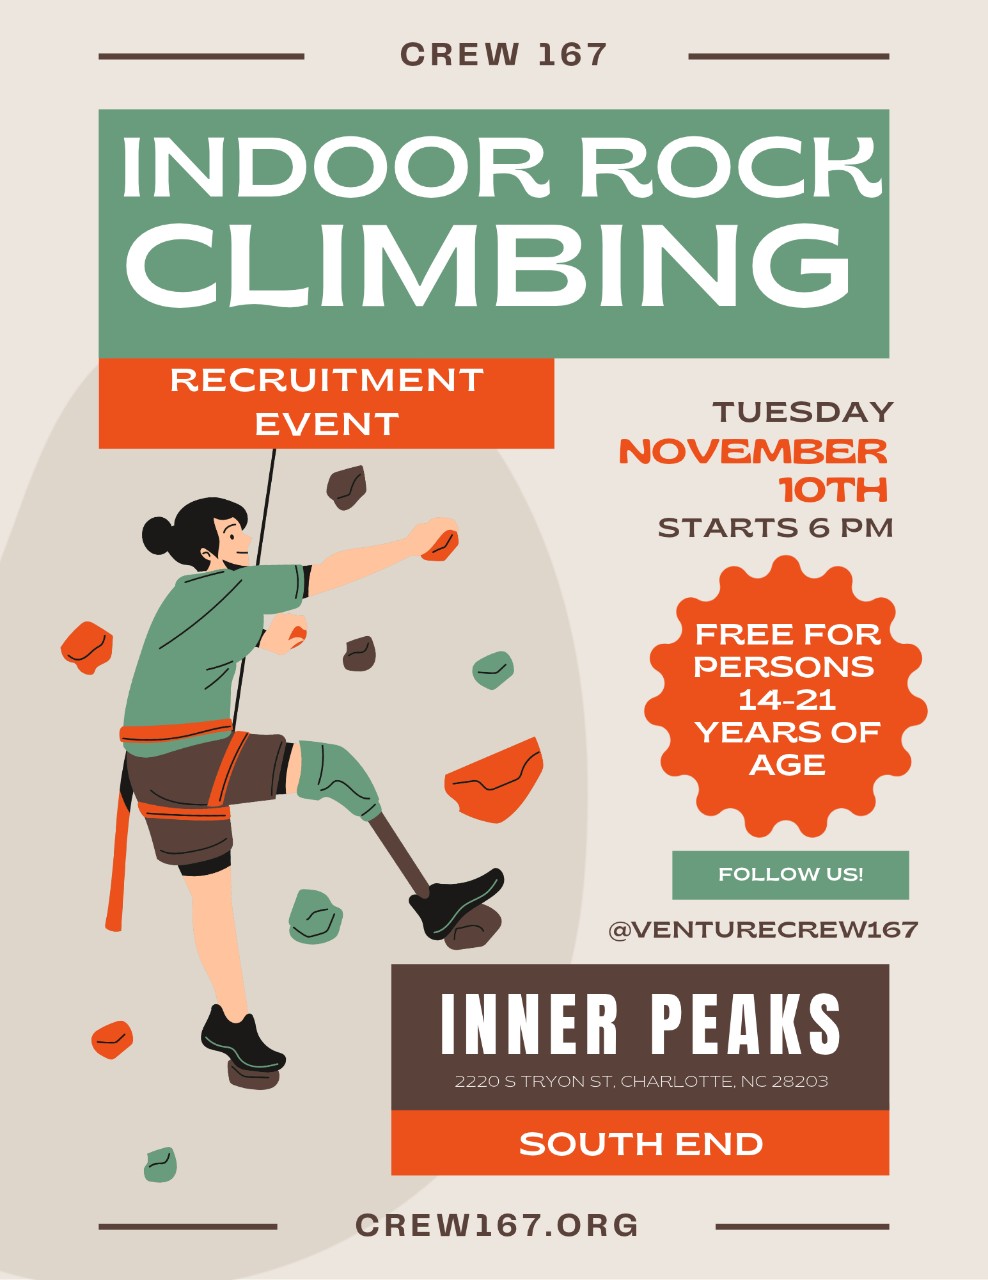 CREW 167
INDOOR ROCK
CLIMBING
RECRUITMENT
EVENT
TUESDAY
NOVEMBER
10TH
STARTS 6 PM
FREE FOR
PERSONS
14-21
YEARS OF
AGE
FOLLOW US!
@VENTURECREW167
INNER PEAKS
2220 S TRYON ST, CHARLOTTE, NC 28203
SOUTH END
CREW167.ORG